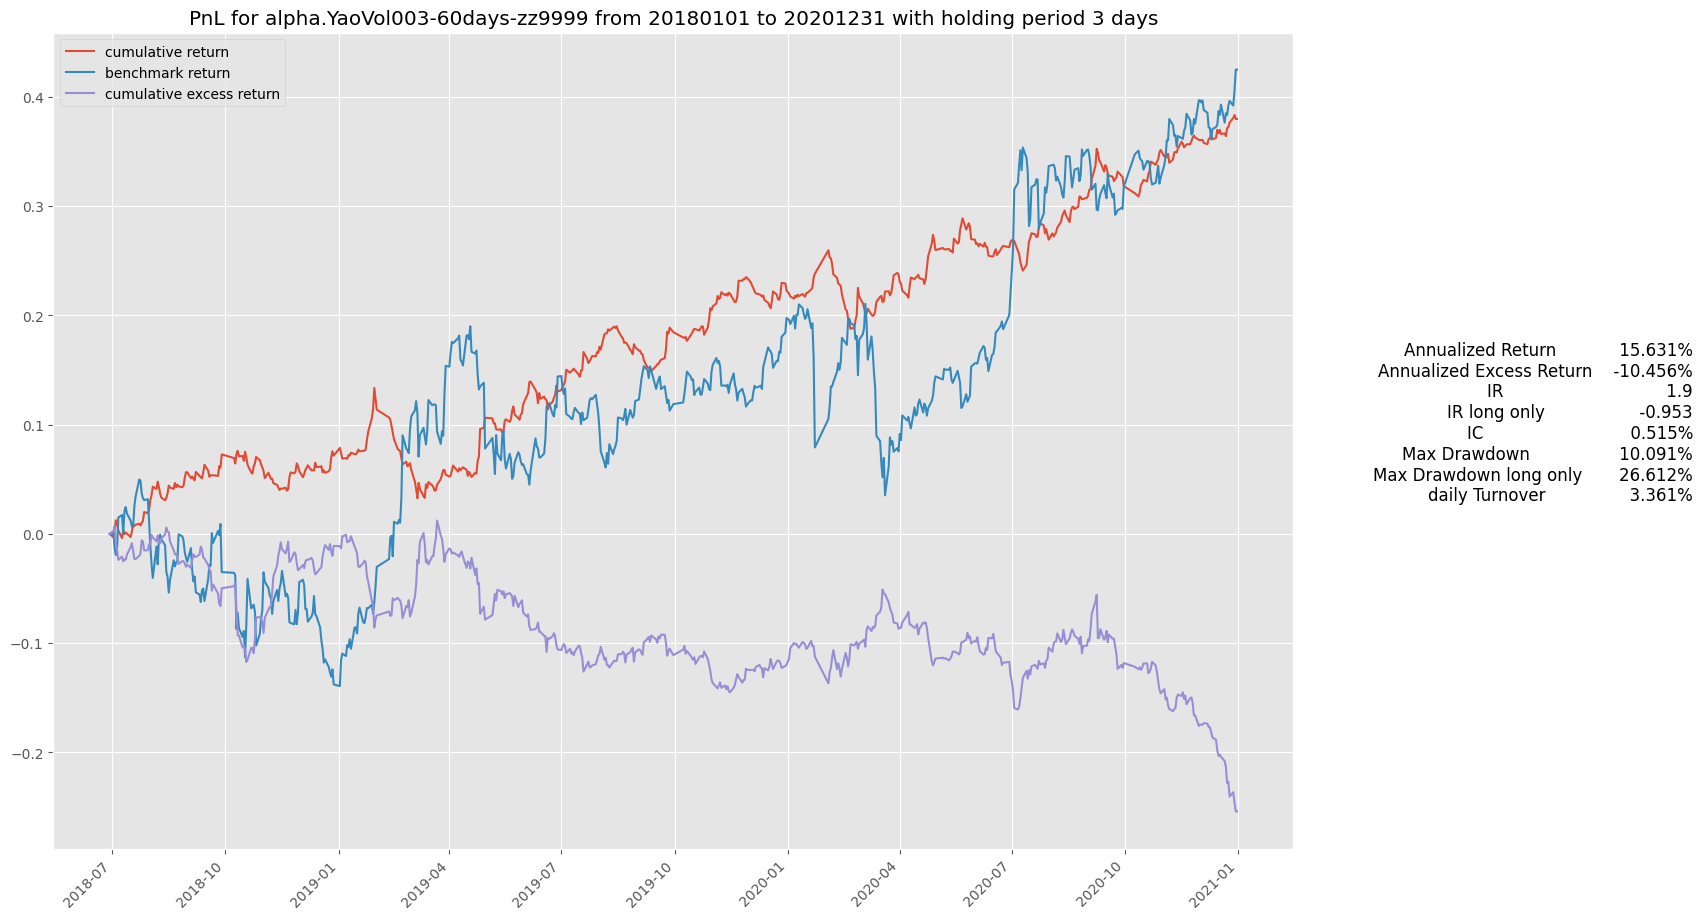 PnL for alpha.YaoVol003-60days-zz9999 from 20180101 to 20201231 with holding period 3 days
cumulative return
benchmark return
cumulative excess return
0.4
0.3
0.2
0.1
0.0
−0.1
−0.2
2018-07
2018-10
2019-01
2019-04
2019-07
2019-10
2020-01
2020-04
2020-07
2020-10
2021-01
Annualized Return 15.631%
Annualized Excess Return -10.456%
IR 1.9
IR long only -0.953
IC 0.515%
Max Drawdown 10.091%
Max Drawdown long only 26.612%
daily Turnover 3.361%